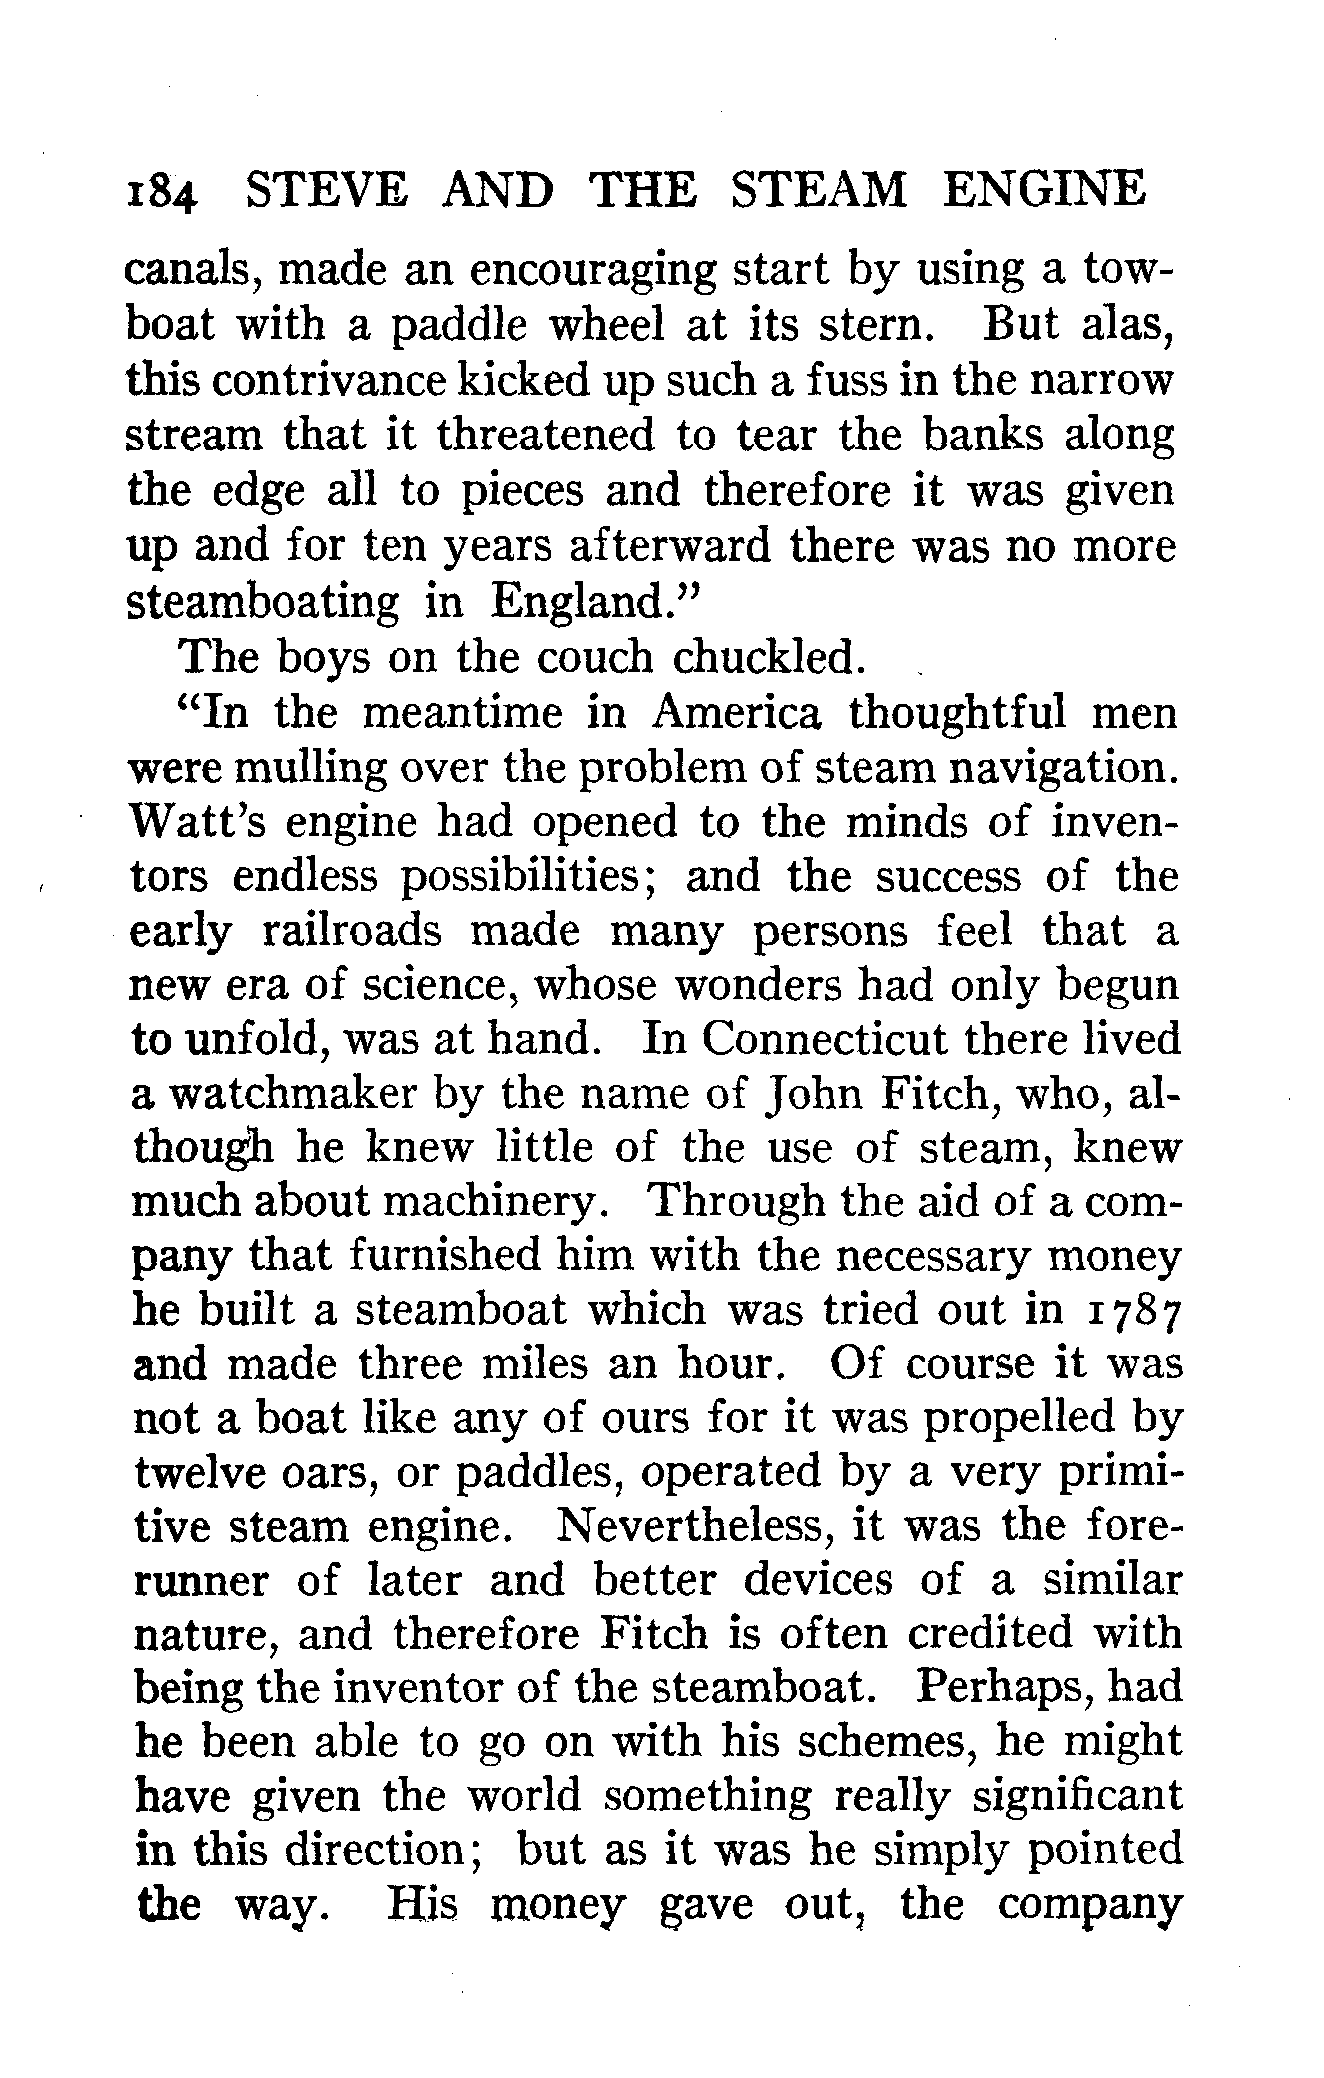 184 STEVE AND THE STEAM ENGINE
canals, made an encouraging start by using a tow-
boat with a paddle wheel at its stern. But alas,
this contrivance kicked up such a fuss in the narrow
stream that it threatened to tear the banks along
the edge all to pieces and therefore it was given
up and for ten years afterward there was no more
steamboating in England.”
The boys on the couch chuckled.
“In the meantime in America thoughtful men
were mulling over the problem of steam navigation.
Watt’s engine had opened to the minds of inven-
tors endless possibilities; and the success of the
early railroads made many persons feel that a
new era of science, whose wonders had only begun
to unfold, was at hand. In Connecticut there lived
a watchmaker by the name of John Fitch, who, al-
though he knew little of the use of steam, knew
much about machinery. Through the aid of a com-
pany that furnished him with the necessary money
he built a steamboat which was tried out in 1787
and made three miles an hour. Of course it was
not a boat like any of ours for it was propelled by
twelve oars, or paddles, operated by a very primi-
tive steam engine. Nevertheless, it was the fore-
runner of later and better devices of a similar
nature, and therefore Fitch is often credited with
being the inventor of the steamboat. Perhaps, had
he been able to go on with his schemes, he might
have given the world something really significant
in this direction; but as it was he simply pointed
the way. His money gave out, the company